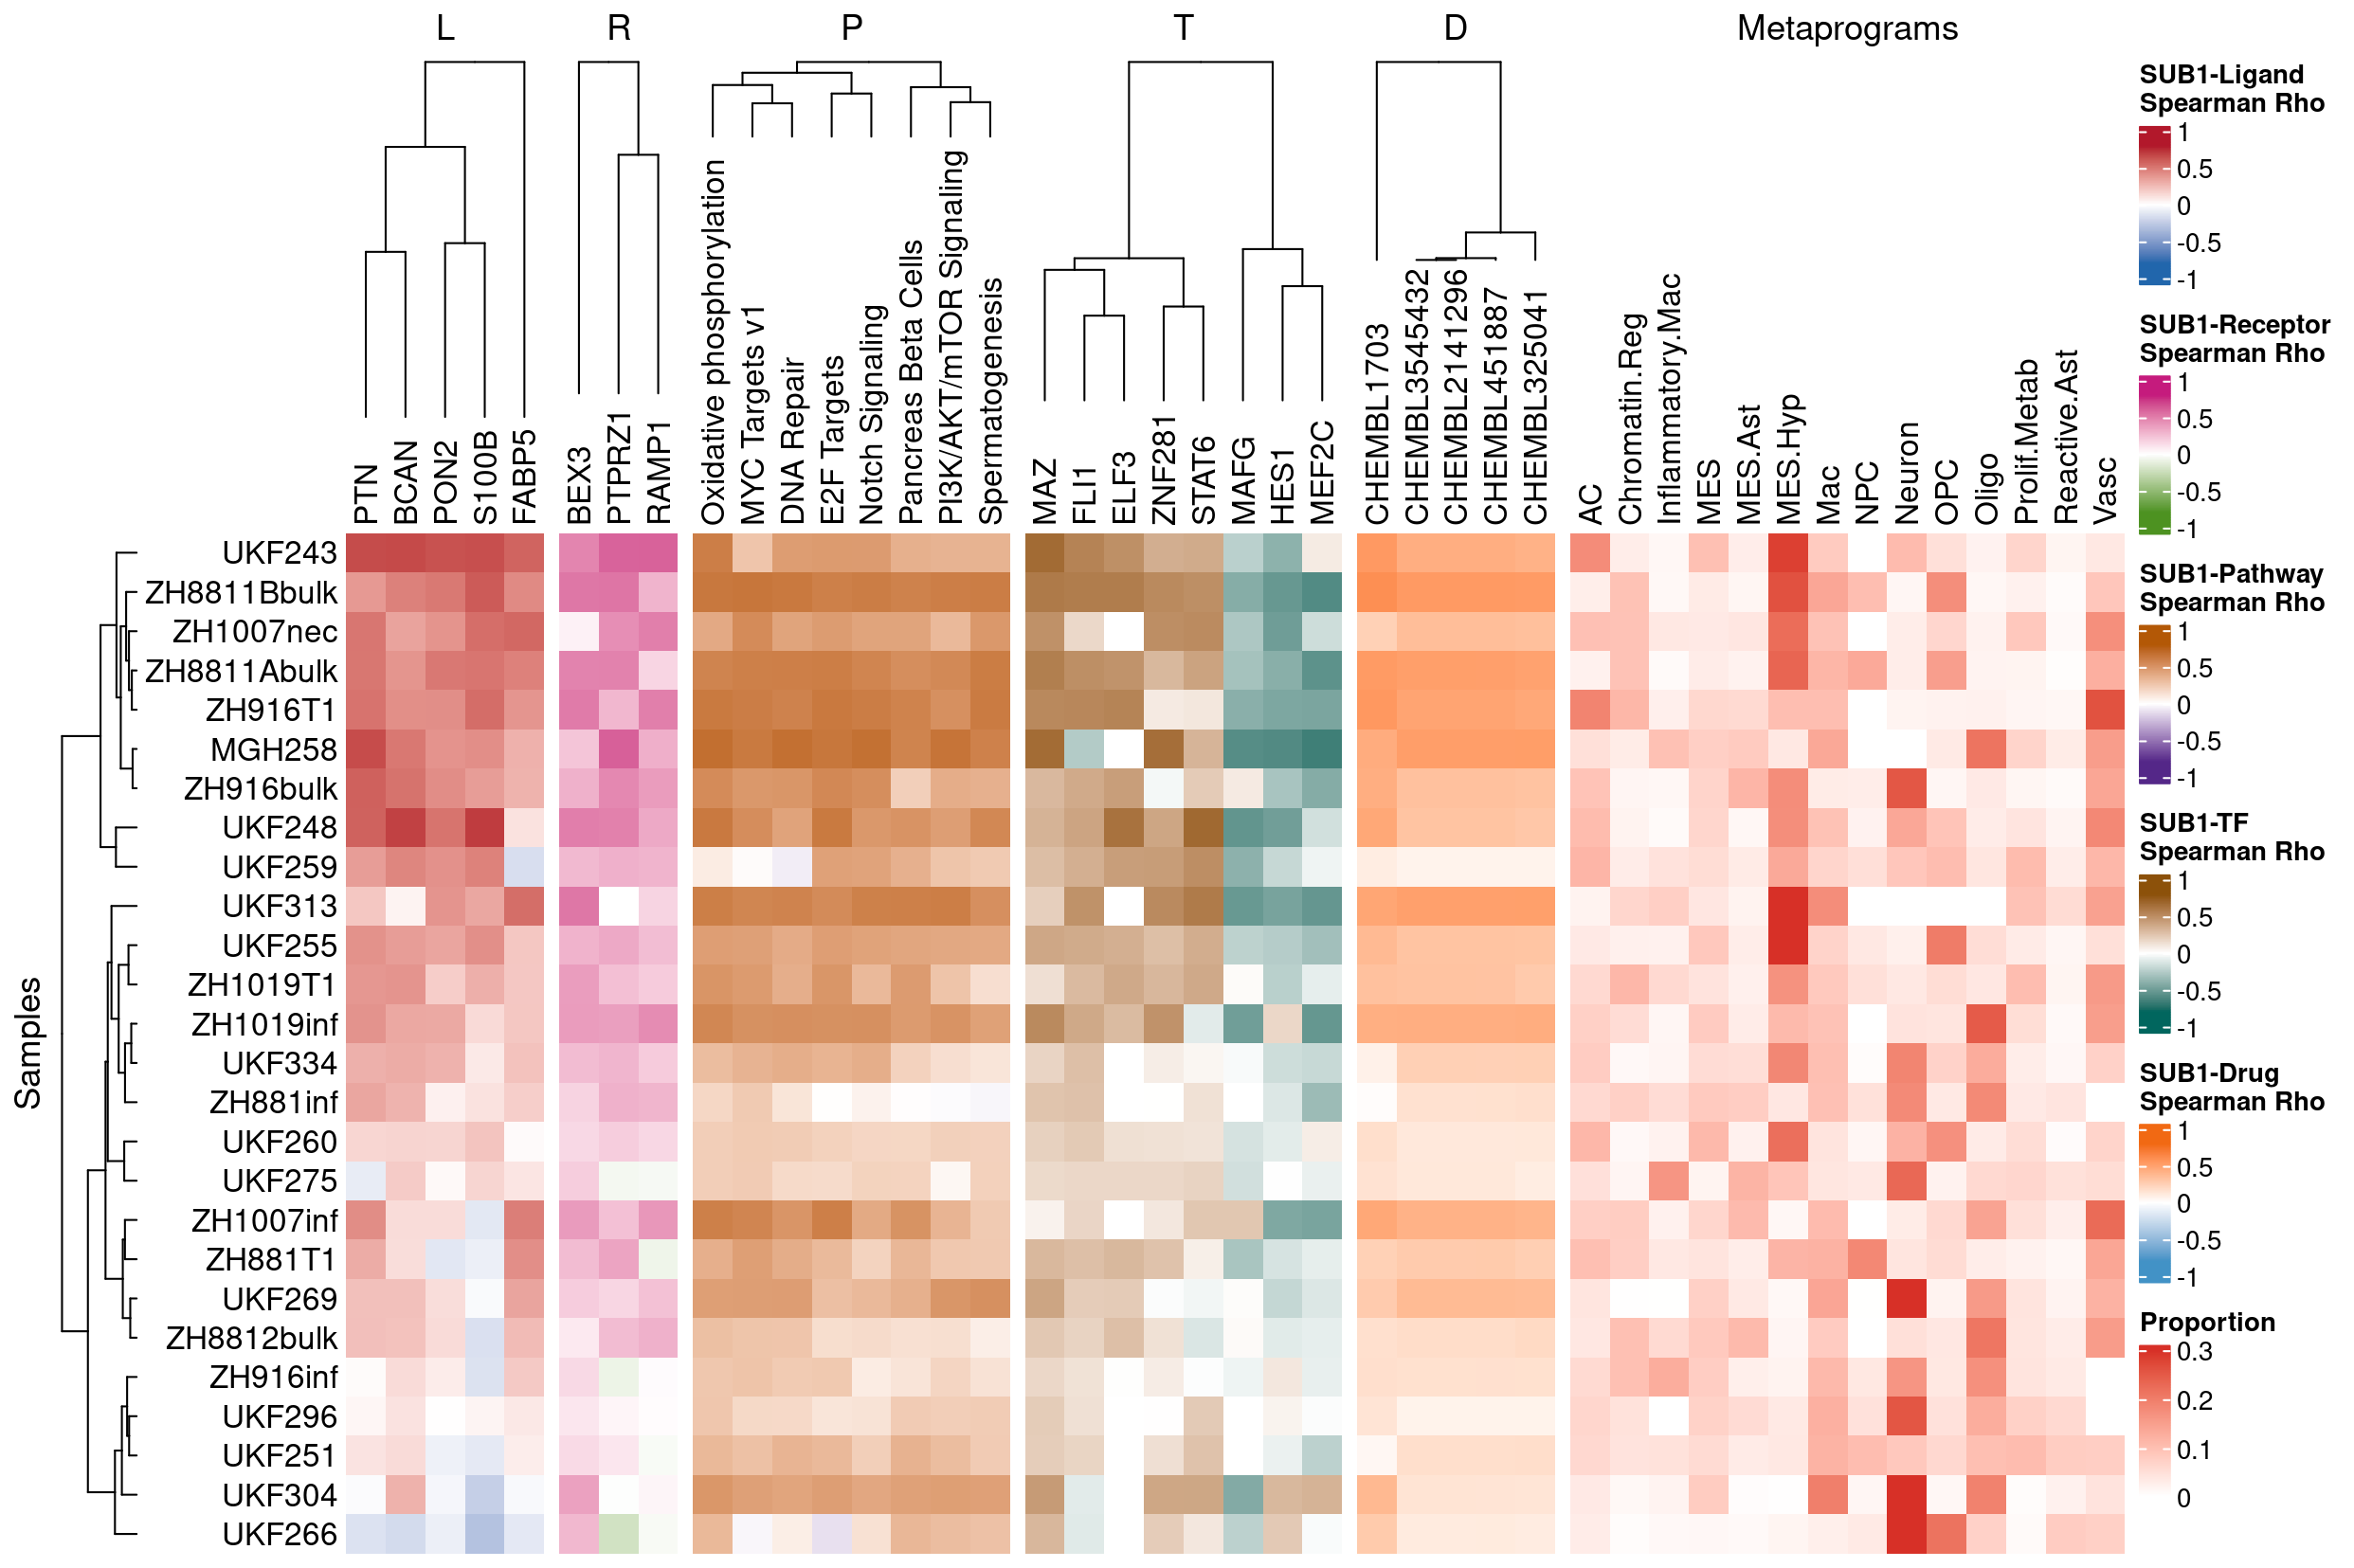 L
R
P
T
D
Metaprograms
PTN
BCAN
PON2
S100B
FABP5
BEX3
PTPRZ1
RAMP1
Oxidative phosphorylation
MYC Targets v1
DNA Repair
E2F Targets
Notch Signaling
Pancreas Beta Cells
PI3K/AKT/mTOR Signaling
Spermatogenesis
MAZ
FLI1
ELF3
ZNF281
STAT6
MAFG
HES1
MEF2C
CHEMBL1703
CHEMBL3545432
CHEMBL2141296
CHEMBL451887
CHEMBL325041
AC
Chromatin.Reg
Inflammatory.Mac
MES
MES.Ast
MES.Hyp
Mac
NPC
Neuron
OPC
Oligo
Prolif.Metab
Reactive.Ast
Vasc
Samples
UKF243
ZH8811Bbulk
ZH1007nec
ZH8811Abulk
ZH916T1
MGH258
ZH916bulk
UKF248
UKF259
UKF313
UKF255
ZH1019T1
ZH1019inf
UKF334
ZH881inf
UKF260
UKF275
ZH1007inf
ZH881T1
UKF269
ZH8812bulk
ZH916inf
UKF296
UKF251
UKF304
UKF266
SUB1-Ligand
Spearman Rho
1
0.5
0
-0.5
-1
SUB1-Receptor
Spearman Rho
1
0.5
0
-0.5
-1
SUB1-Pathway
Spearman Rho
1
0.5
0
-0.5
-1
SUB1-TF
Spearman Rho
1
0.5
0
-0.5
-1
SUB1-Drug
Spearman Rho
1
0.5
0
-0.5
-1
Proportion
0.3
0.2
0.1
0